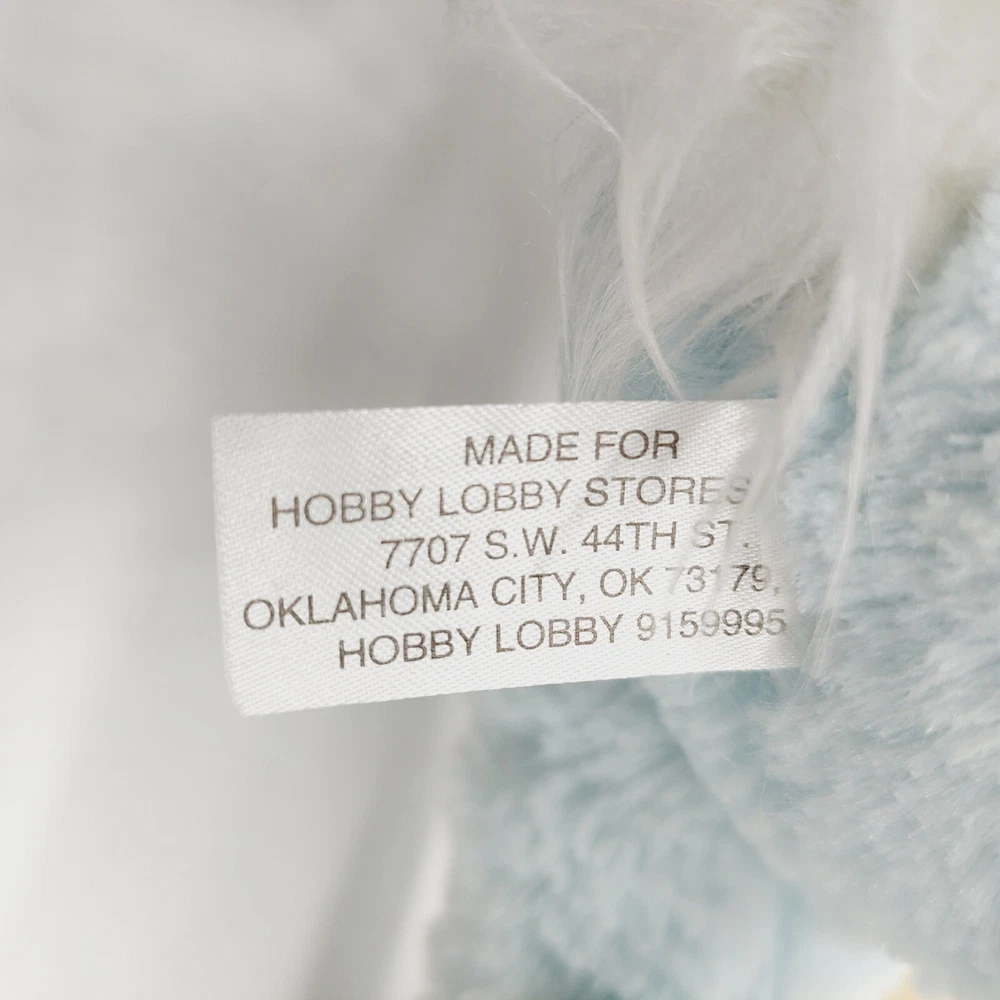 MADE FOR
HOBBY LOBBY STORES
7707 S.W. 44TH ST.
OKLAHOMA CITY, OK 73179.
HOBBY LOBBY 9159995